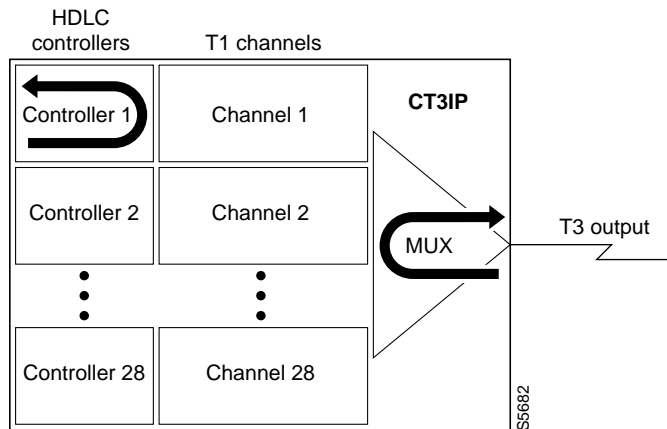 HDLC
controllers
T1 channels
CT3IP
Controller 1
Channel 1
Controller 2
Channel 2
MUX
T3 output
Controller 28
Channel 28
S5682